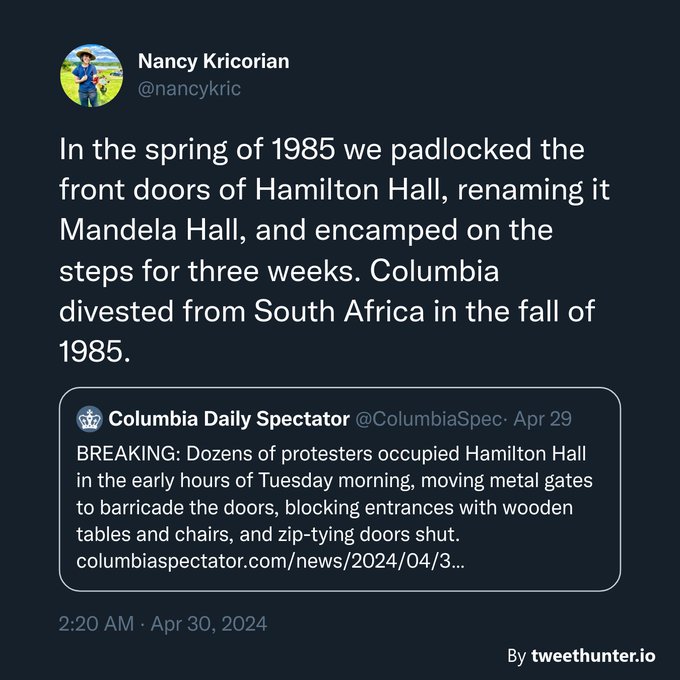 Nancy Kricorian
@nancykric
In the spring of 1985 we padlocked the
front doors of Hamilton Hall, renaming it
Mandela Hall, and encamped on the
steps for three weeks. Columbia
divested from South Africa in the fall of
1985.
Columbia Daily Spectator @ColumbiaSpec· Apr 29
BREAKING: Dozens of protesters occupied Hamilton Hall
in the early hours of Tuesday morning, moving metal gates
to barricade the doors, blocking entrances with wooden
tables and chairs, and zip-tying doors shut.
columbiaspectator.com/news/2024/04/3…
2:20 AM · Apr 30, 2024
By tweethunter.io